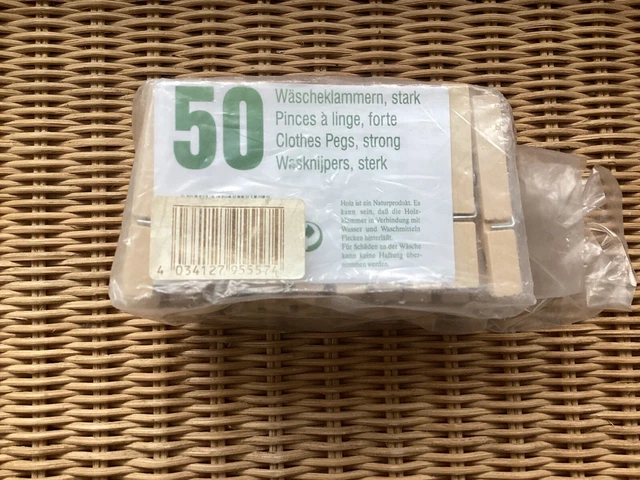 50
Wäscheklammern, stark
Pinces à linge, forte
Clothes Pegs, strong
Wasknijpers, sterk
Holz ist ein Naturprodukt. Es
kann sein, daß die Holz-
klammer in Verbindung mit
Wasser und Waschmitteln
Flecken hinterläßt.
Für Schäden an der Wäsche
kann keine Haftung über-
nommen werden.
4 034127 955574